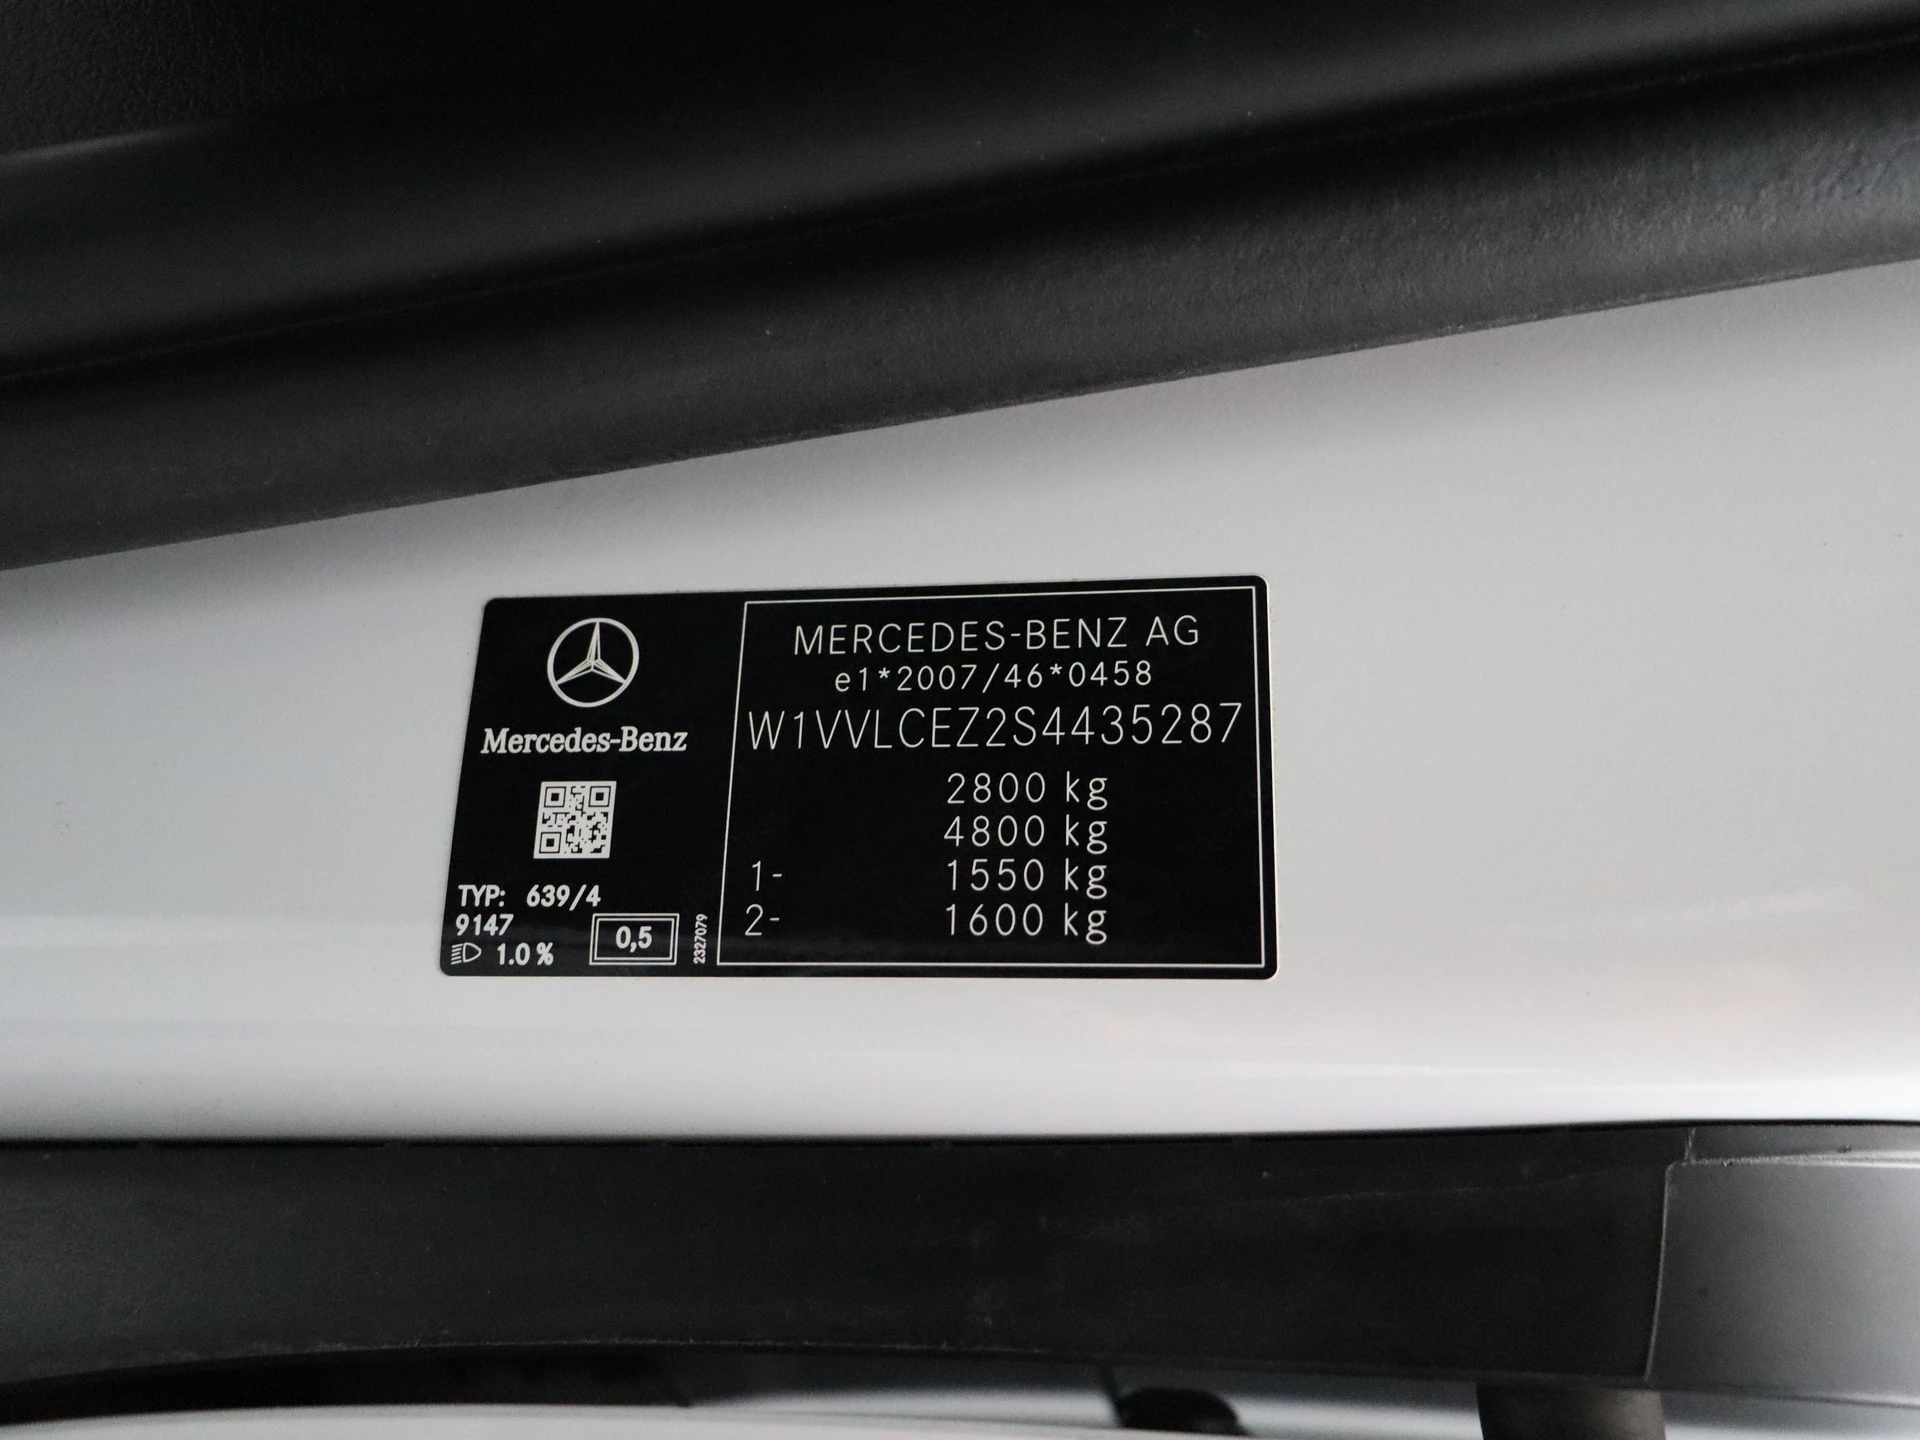 Mercedes-Benz
TYP: 639/4
9147
1.0 %
0,5
2327079
MERCEDES-BENZ AG
e1*2007/46*0458
W1VVLCEZ2S4435287
2800 kg
4800 kg
1- 1550 kg
2- 1600 kg